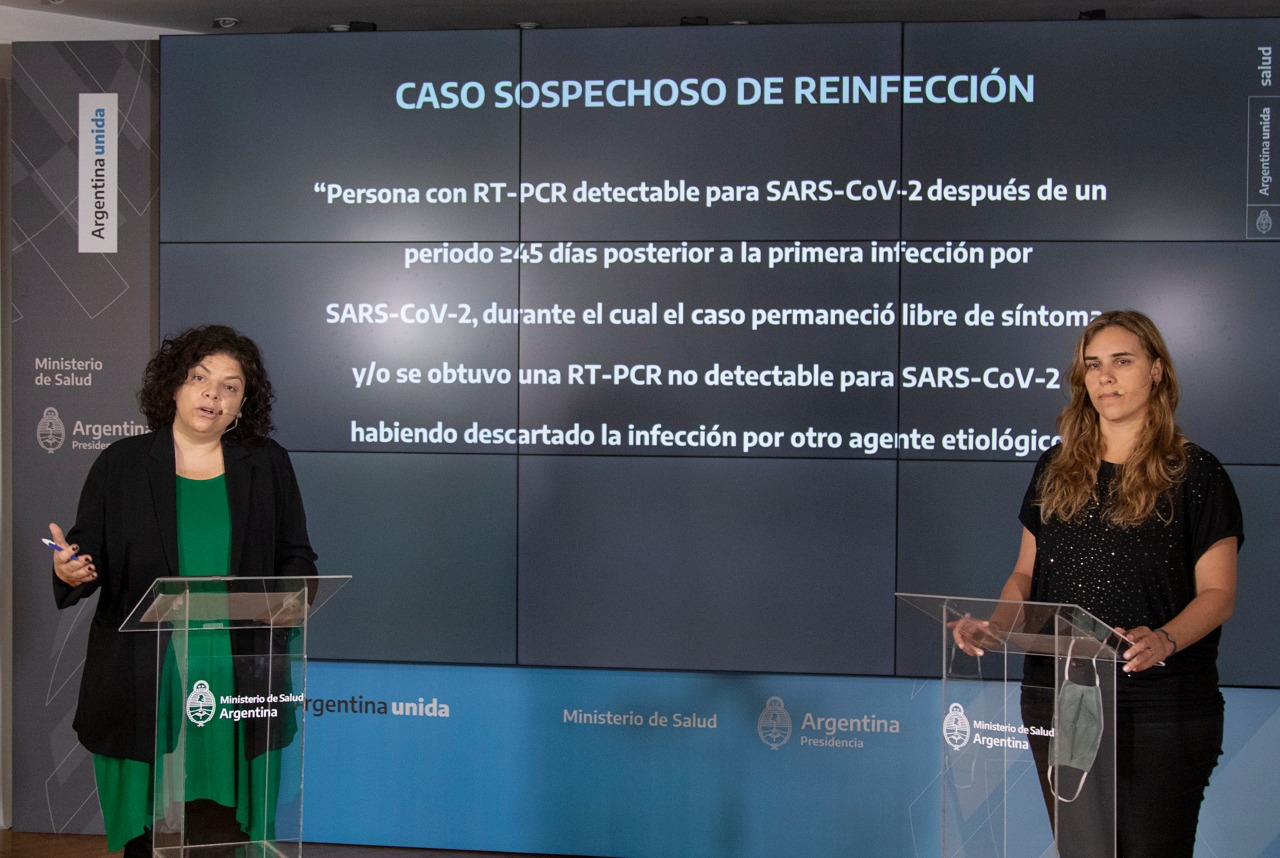 CASO SOSPECHOSO DE REINFECCIÓN
“Persona con RT-PCR detectable para SARS-CoV-2 después de un
periodo ≥45 días posterior a la primera infección por
SARS-CoV-2, durante el cual el caso permaneció libre de síntoma
y/o se obtuvo una RT-PCR no detectable para SARS-CoV-2
habiendo descartado la infección por otro agente etiológico
Argentina unida
Ministerio
de Salud
Argentina
Presidenc
salud
Argentina unida
Ministerio de Salud
Argentina
rgentina unida
Ministerio de Salud
Argentina
Presidencia
Ministerio de Salud
Argentina